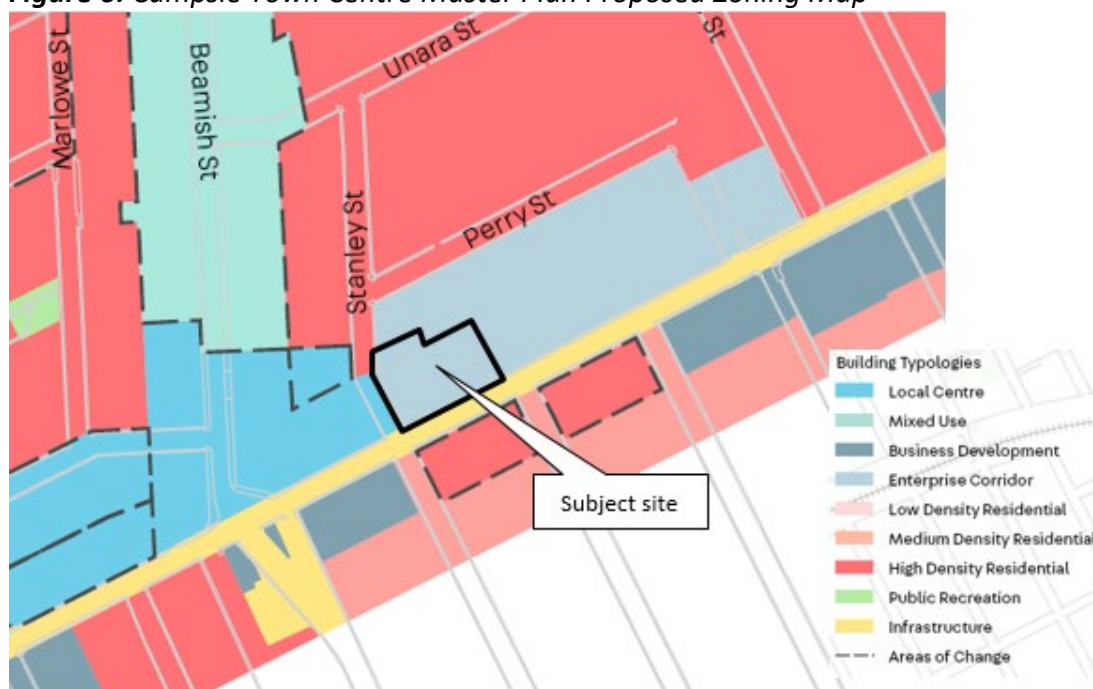 Figure 3. Campsie Town Centre Master Plan Proposed Zoning Map
Marlowe St
Beamish St
Unara St
St
Stanley St
Perry St
Subject site
Building Typologies
Local Centre
Mixed Use
Business Development
Enterprise Corridor
Low Density Residential
Medium Density Residential
High Density Residential
Public Recreation
Infrastructure
Areas of Change